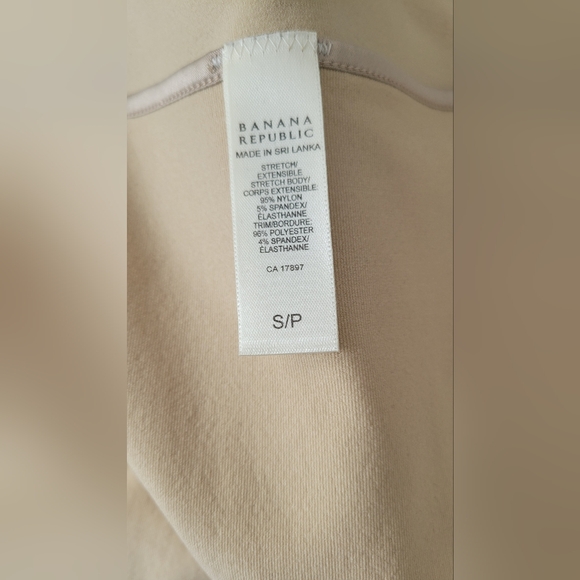 BANANA
REPUBLIC
MADE IN SRI LANKA
STRETCH/
EXTENSIBLE
STRETCH BODY/
CORPS EXTENSIBLE:
95% NYLON
5% SPANDEX/
ÉLASTHANNE
TRIM/BORDURE:
96% POLYESTER
4% SPANDEX/
ÉLASTHANNE
CA 17897
S/P